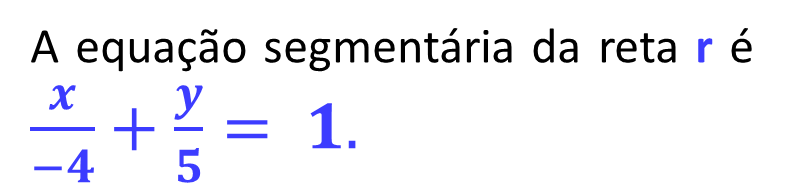 A equação segmentária da reta r é
x/−4 + y/5 = 1.